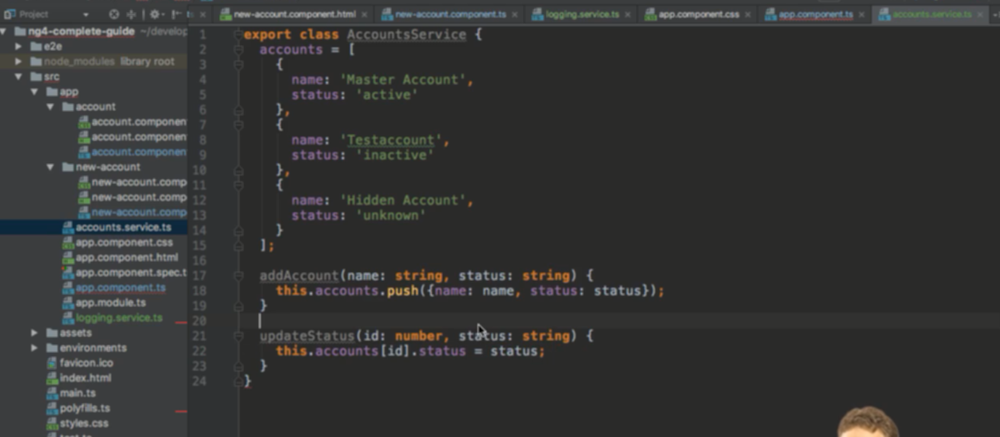 Project
new-account.component.html
new-account.component.ts
logging.service.ts
app.component.css
app.component.ts
accounts.service.ts
ng4-complete-guide ~/develop
e2e
node_modules library root
src
app
account
account.componen
account.componen
account.componen
new-account
new-account.comp
new-account.comp
new-account.comp
accounts.service.ts
app.component.css
app.component.html
app.component.spec.t
app.component.ts
app.module.ts
logging.service.ts
assets
environments
favicon.ico
index.html
main.ts
polyfills.ts
styles.css
1 export class AccountsService {
2 accounts = [
3 {
4 name: 'Master Account',
5 status: 'active'
6 },
7 {
8 name: 'Testaccount',
9 status: 'inactive'
10 },
11 {
12 name: 'Hidden Account',
13 status: 'unknown'
14 }
15 ];
16
17 addAccount(name: string, status: string) {
18 this.accounts.push({name: name, status: status});
19 }
20
21 updateStatus(id: number, status: string) {
22 this.accounts[id].status = status;
23 }
24 }